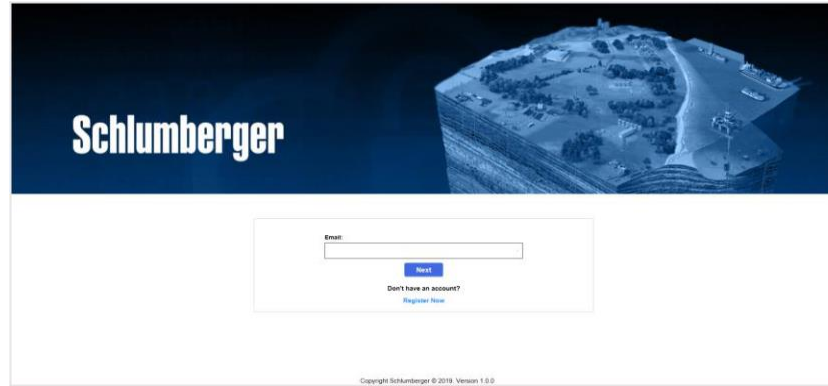 Schlumberger
Email:
Next
Don't have an account?
Register Now
Copyright Schlumberger © 2019. Version 1.0.0